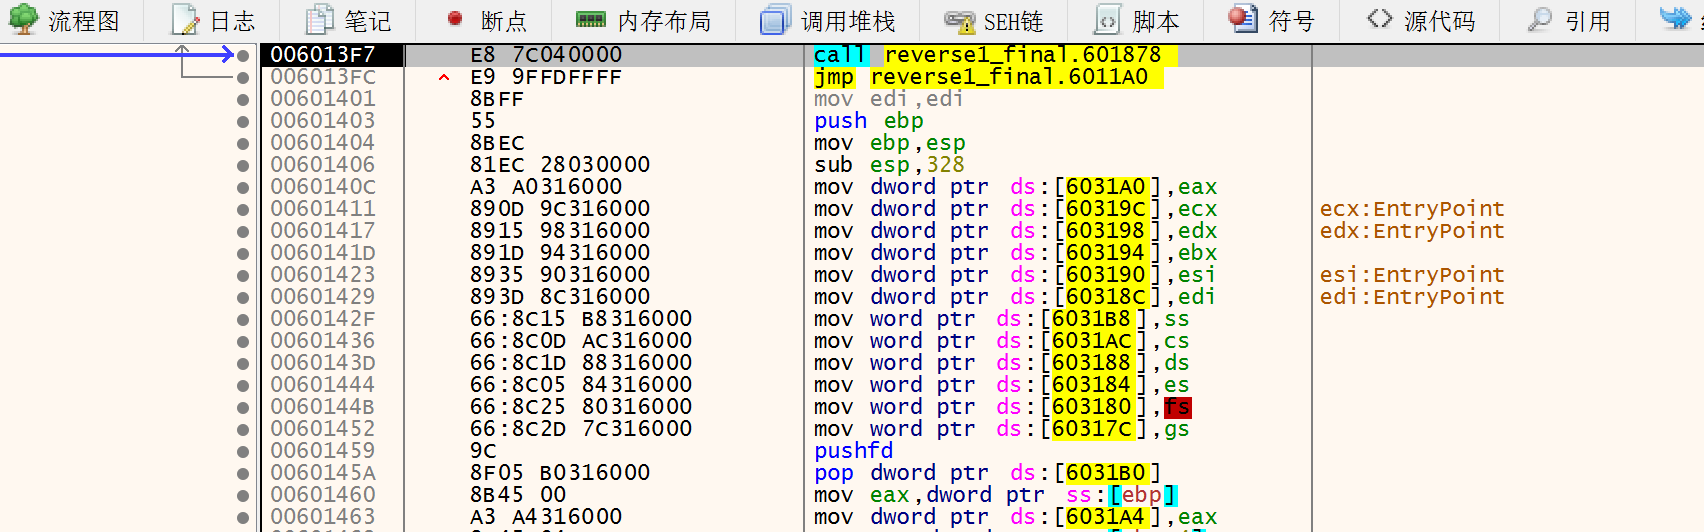 流程图 日志 笔记 断点 内存布局 调用堆栈 SEH链 脚本 符号 源代码 引用
006013F7 E8 7C040000 call reverse1_final.601878
006013FC ^ E9 9FFDFFFF jmp reverse1_final.6011A0
00601401 8BFF mov edi,edi
00601403 55 push ebp
00601404 8BEC mov ebp,esp
00601406 81EC 28030000 sub esp,328
0060140C A3 A0316000 mov dword ptr ds:[6031A0],eax
00601411 890D 9C316000 mov dword ptr ds:[60319C],ecx ecx:EntryPoint
00601417 8915 98316000 mov dword ptr ds:[603198],edx edx:EntryPoint
0060141D 891D 94316000 mov dword ptr ds:[603194],ebx
00601423 8935 90316000 mov dword ptr ds:[603190],esi esi:EntryPoint
00601429 893D 8C316000 mov dword ptr ds:[60318C],edi edi:EntryPoint
0060142F 66:8C15 B8316000 mov word ptr ds:[6031B8],ss
00601436 66:8C0D AC316000 mov word ptr ds:[6031AC],cs
0060143D 66:8C1D 88316000 mov word ptr ds:[603188],ds
00601444 66:8C05 84316000 mov word ptr ds:[603184],es
0060144B 66:8C25 80316000 mov word ptr ds:[603180],fs
00601452 66:8C2D 7C316000 mov word ptr ds:[60317C],gs
00601459 9C pushfd
0060145A 8F05 B0316000 pop dword ptr ds:[6031B0]
00601460 8B45 00 mov eax,dword ptr ss:[ebp]
00601463 A3 A4316000 mov dword ptr ds:[6031A4],eax